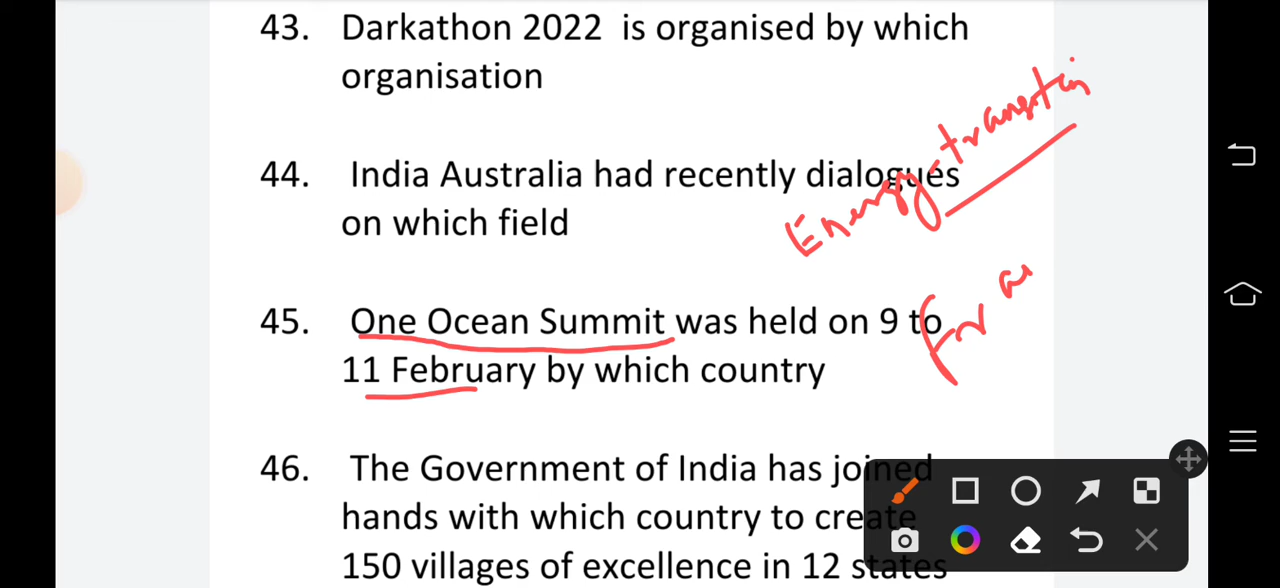 43. Darkathon 2022 is organised by which
organisation
44. India Australia had recently dialogues
on which field
Energy-transition
45. One Ocean Summit was held on 9 to
11 February by which country
46. The Government of India has joined
hands with which country to create
150 villages of excellence in 12 states